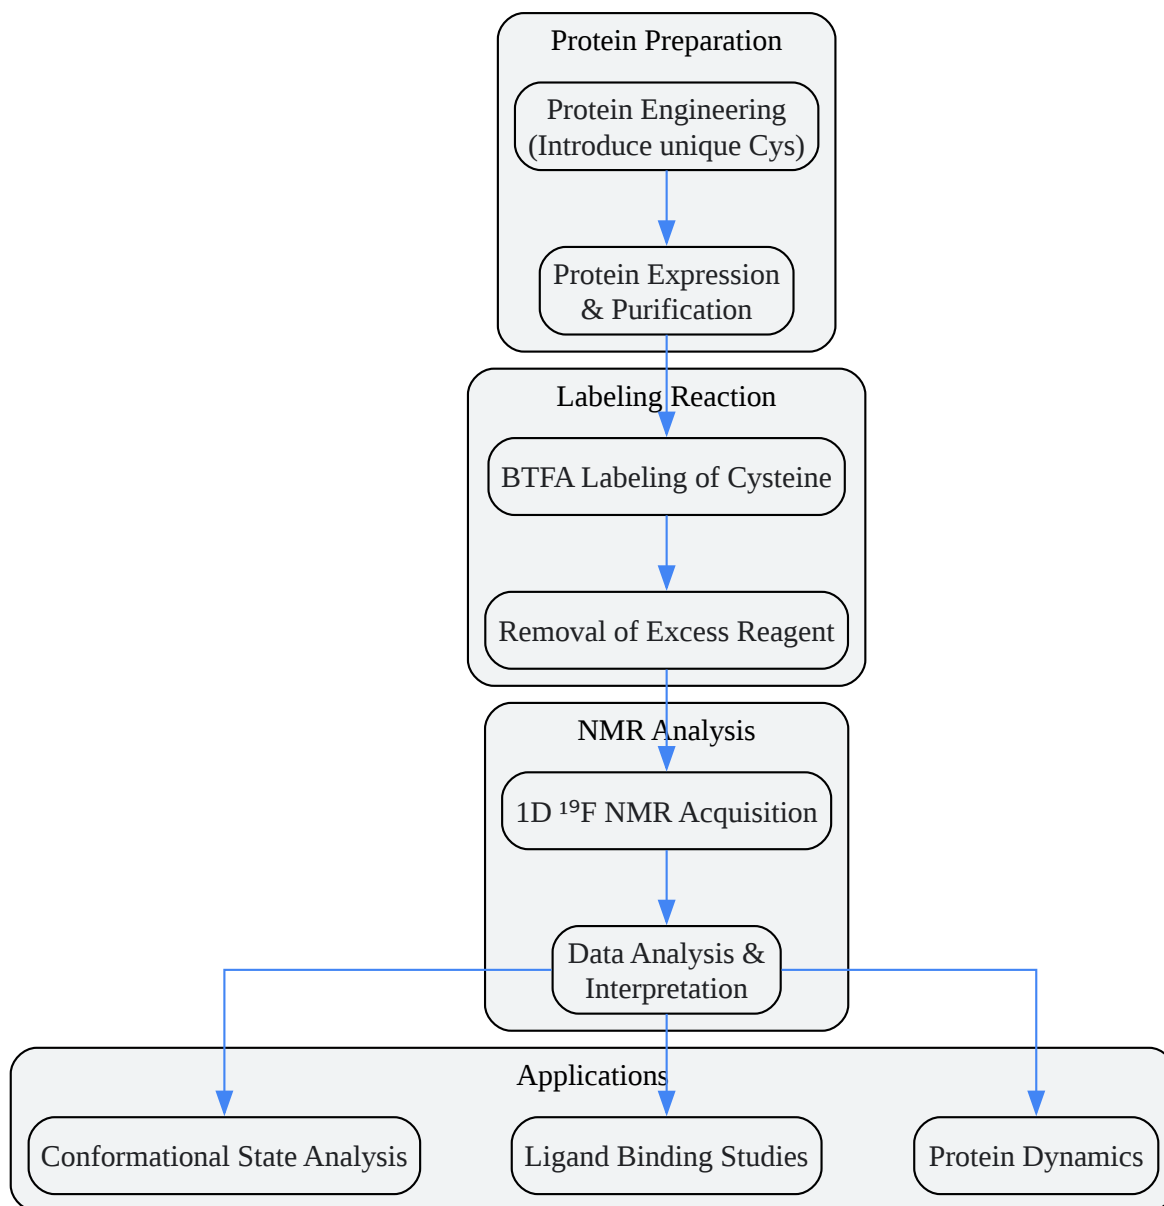 Protein Preparation
Protein Engineering
(Introduce unique Cys)
Protein Expression
& Purification
Labeling Reaction
BTFA Labeling of Cysteine
Removal of Excess Reagent
NMR Analysis
1D ¹⁹F NMR Acquisition
Data Analysis &
Interpretation
Applications
Conformational State Analysis
Ligand Binding Studies
Protein Dynamics